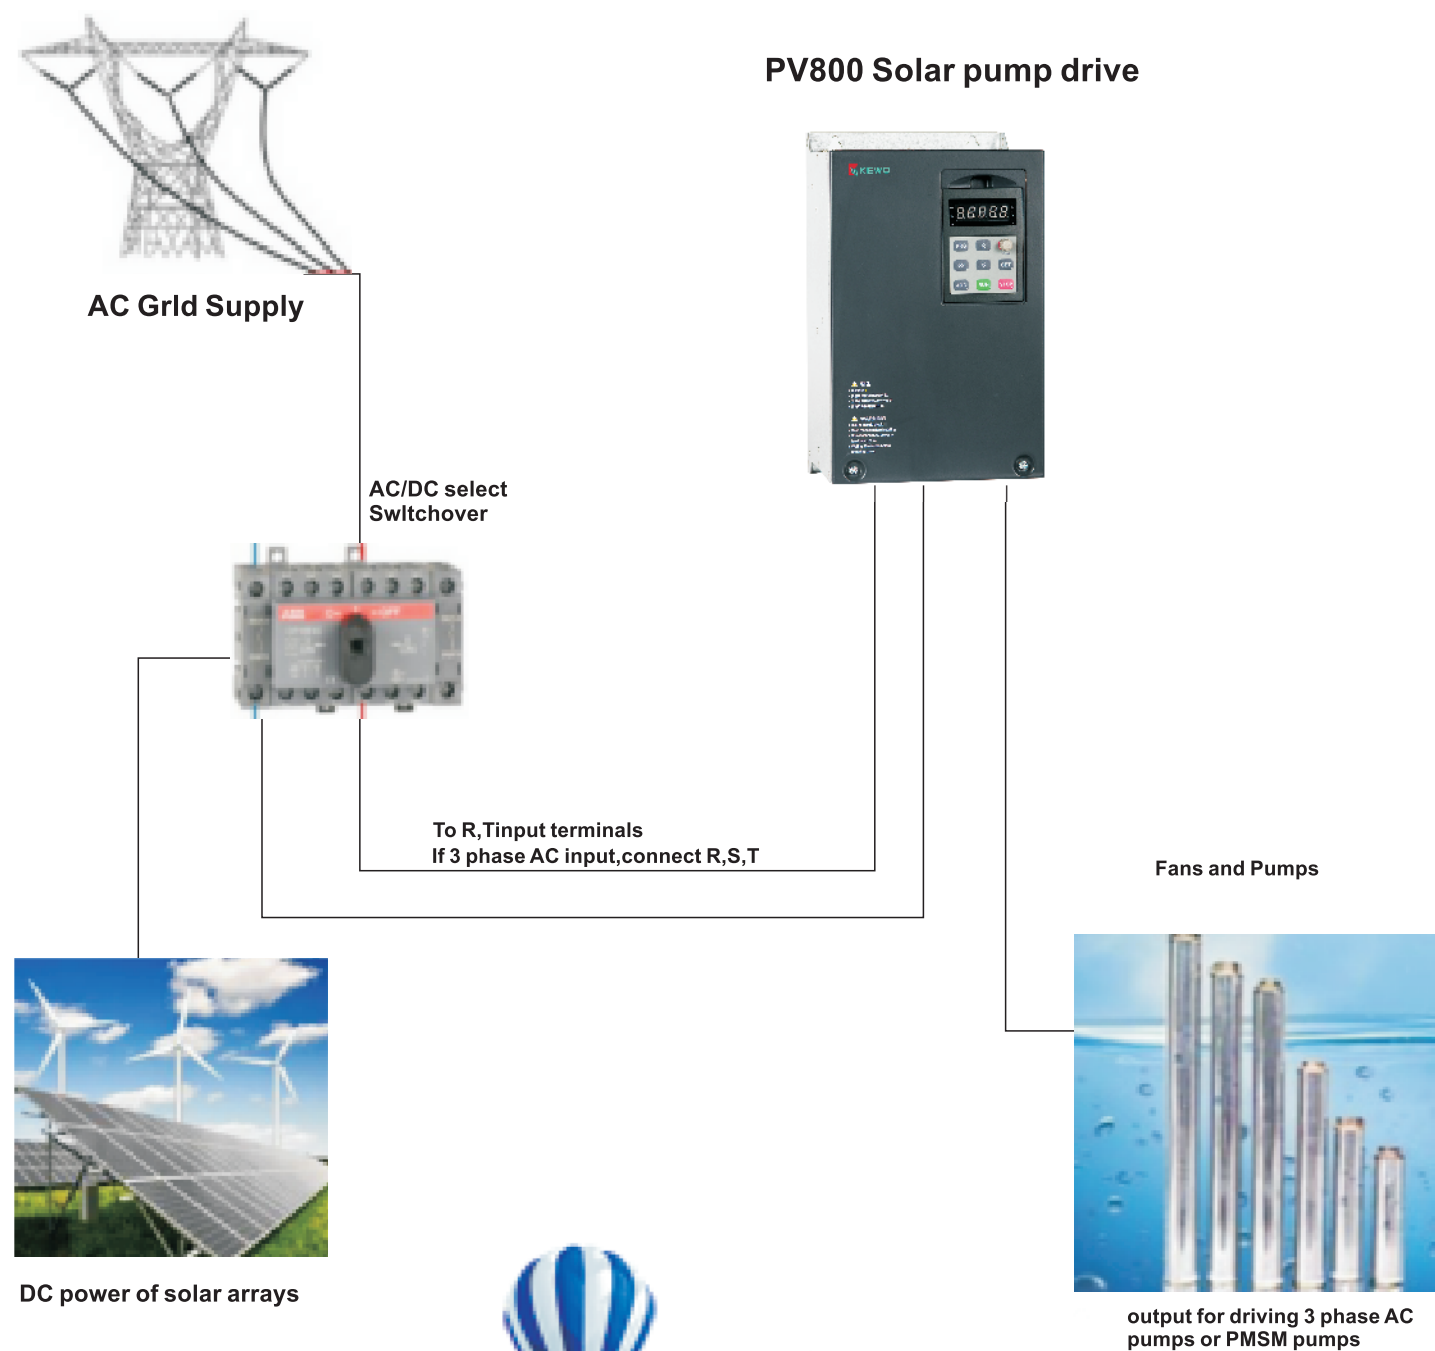 PV800 Solar pump drive
KEWO
AC Grld Supply
AC/DC select
Swltchover
ABB
To R,Tinput terminals
If 3 phase AC input,connect R,S,T
Fans and Pumps
DC power of solar arrays
output for driving 3 phase AC
pumps or PMSM pumps